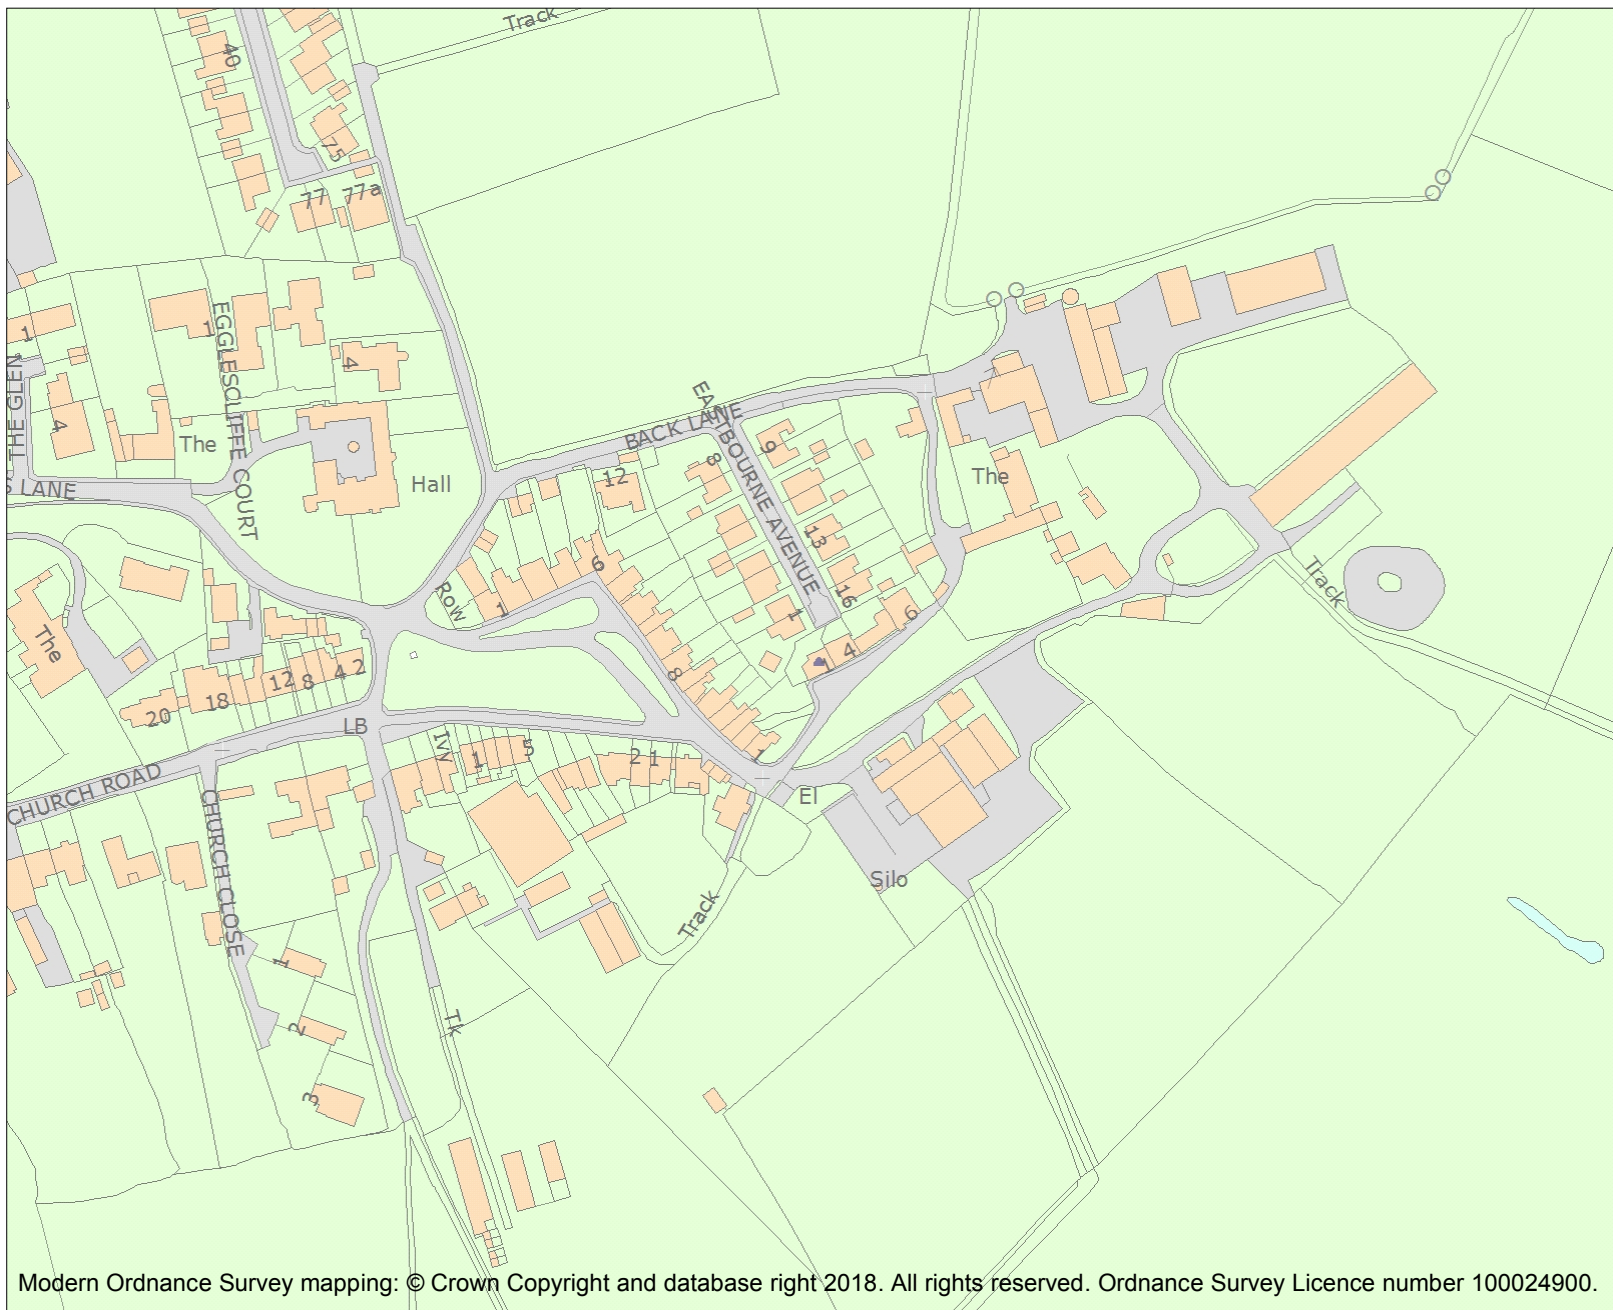 Track
40
75
77
77a
1
EGGLESCLIFFE COURT
1
4
THE GLEN
4
The
Hall
S LANE
BACK LANE
EASTBOURNE AVENUE
9
8
12
The
13
6
Row
1
16
1
6
Track
The
4
1
8
4 2
12
8
18
20
LB
Ivy
1
5
2 1
1
CHURCH ROAD
El
CHURCH CLOSE
Silo
Track
1
2
Tk
3
Modern Ordnance Survey mapping: © Crown Copyright and database right 2018. All rights reserved. Ordnance Survey Licence number 100024900.